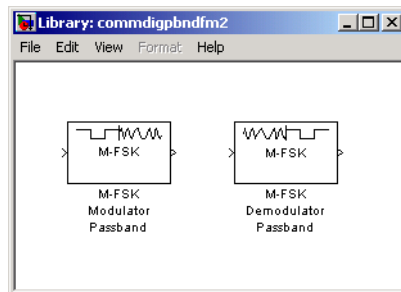 Library: commdigpbndfm2
File Edit View Format Help
M-FSK
M-FSK
Modulator
Passband
M-FSK
M-FSK
Demodulator
Passband